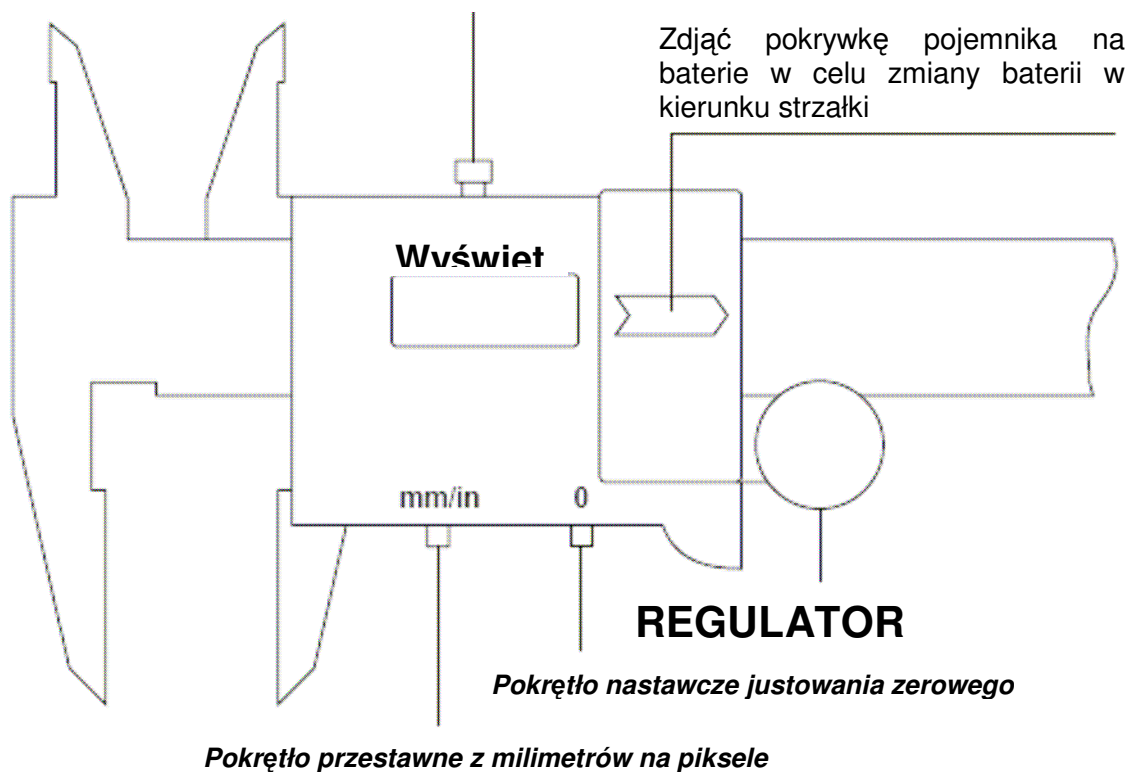 Zdjąć pokrywkę pojemnika na
baterie w celu zmiany baterii w
kierunku strzałki
Wyświet
mm/in 0
REGULATOR
Pokrętło nastawcze justowania zerowego
Pokrętło przestawne z milimetrów na piksele